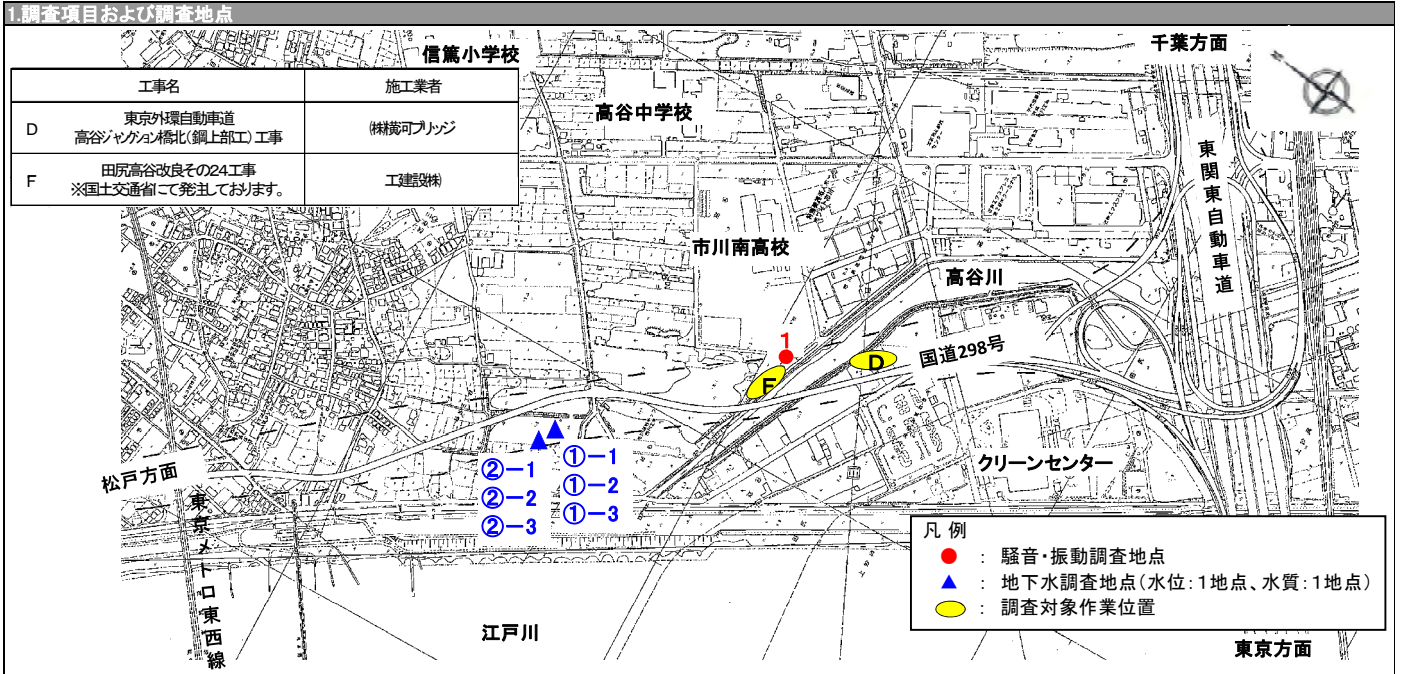 1.調査項目および調査地点
信篤小学校
千葉方面
工事名
施工業者
D
東京外環自動車道
高谷ジャンクション橋北(鋼上部工)工事
(株)横河ブリッジ
F
田尻高谷改良その24工事
※国土交通省にて発注しております。
工建設(株)
高谷中学校
東関東自動車道
市川南高校
高谷川
1
国道298号
D
F
②-1
②-2
②-3
①-1
①-2
①-3
松戸方面
クリーンセンター
東京メトロ東西線
凡 例
: 騒音・振動調査地点
: 地下水調査地点(水位:1地点、水質:1地点)
: 調査対象作業位置
江戸川
東京方面